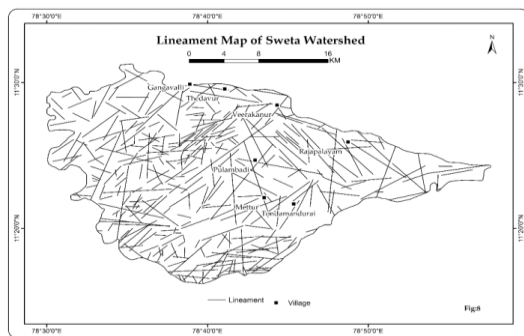 78°30'0"E 78°40'0"E 78°50'0"E
Lineament Map of Sweta Watershed
N
0 4 8 16
KM
11°30'0"N 11°30'0"N
Gangavalli
Thedavur
Veerakanur
Rajapalayam
Pulambadi
Mettur
Tondamandurai
11°20'0"N 11°20'0"N
Lineament Village
Fig:8
78°30'0"E 78°40'0"E 78°50'0"E